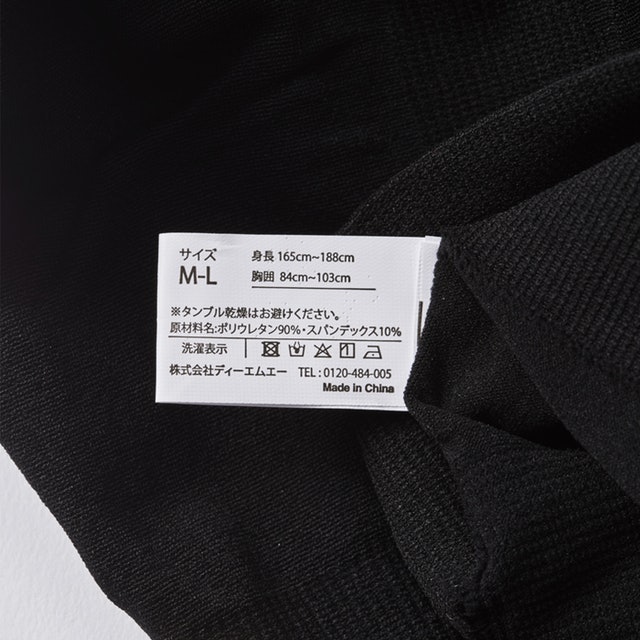 サイズ
M-L
身長 165cm~188cm
胸囲 84cm~103cm
※タンブル乾燥はお避けください。
原材料名:ポリウレタン90%・スパンデックス10%
洗濯表示
株式会社ディーエムエー TEL : 0120-484-005
Made in China